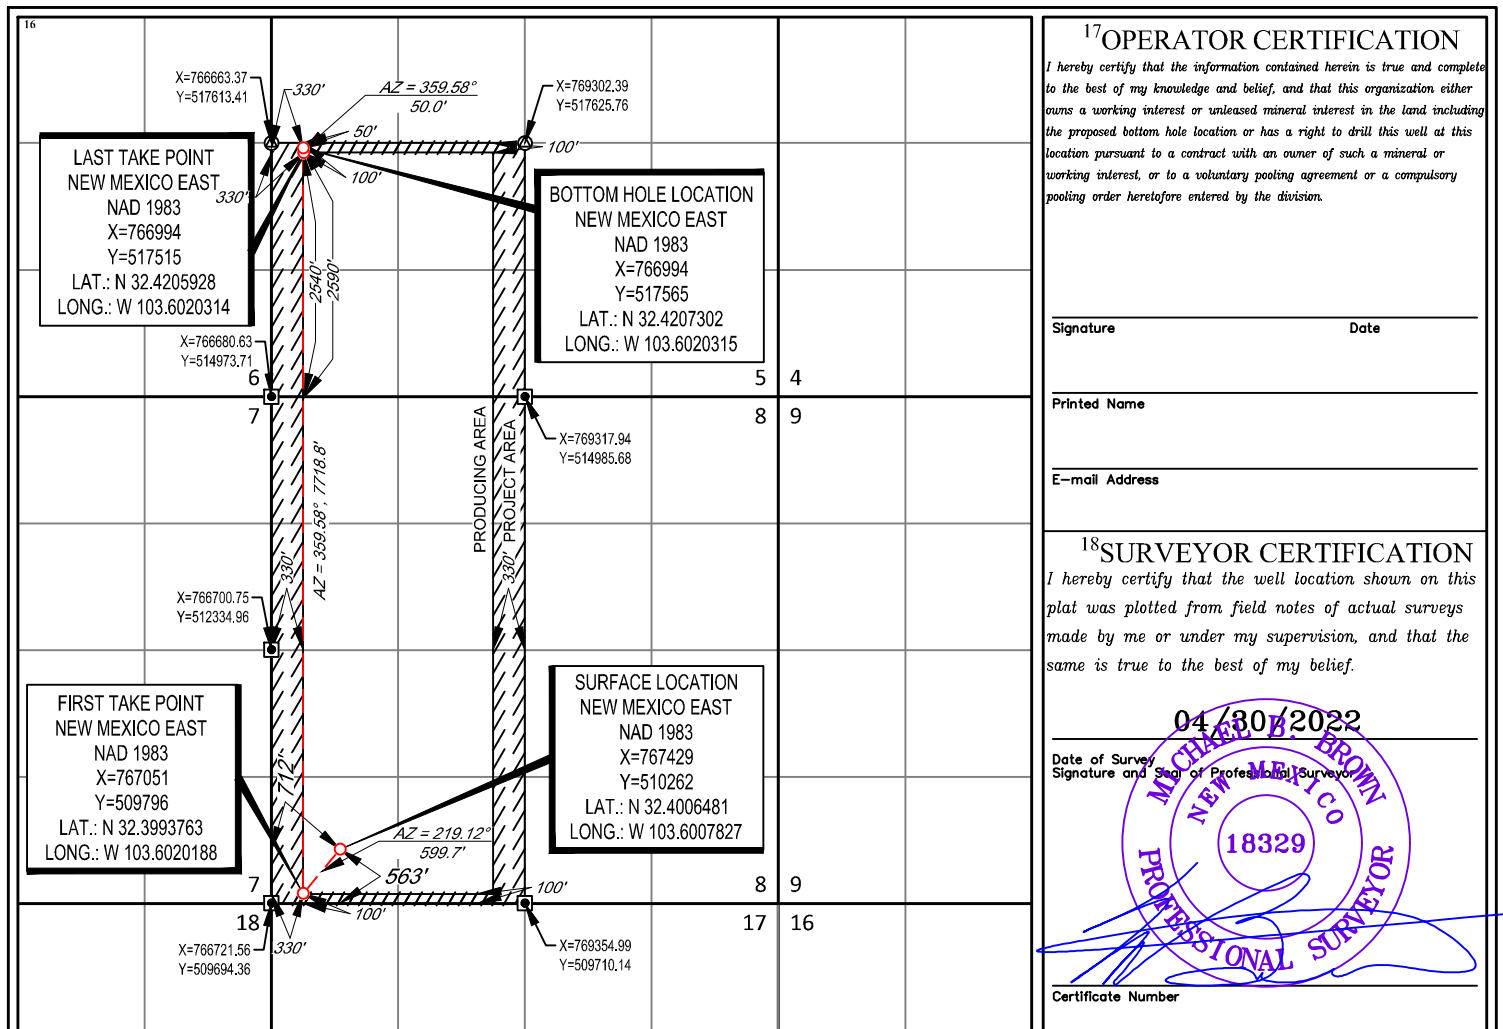 16
X=766663.37
Y=517613.41
330'
AZ = 359.58°
50.0'
X=769302.39
Y=517625.76
50'
100'
100'
330'
LAST TAKE POINT
NEW MEXICO EAST
NAD 1983
X=766994
Y=517515
LAT.: N 32.4205928
LONG.: W 103.6020314
BOTTOM HOLE LOCATION
NEW MEXICO EAST
NAD 1983
X=766994
Y=517565
LAT.: N 32.4207302
LONG.: W 103.6020315
2540'
2590'
X=766680.63
Y=514973.71
6
5 4
7
8 9
X=769317.94
Y=514985.68
PRODUCING AREA
PROJECT AREA
AZ = 359.58°, 7718.8'
330'
330'
X=766700.75
Y=512334.96
FIRST TAKE POINT
NEW MEXICO EAST
NAD 1983
X=767051
Y=509796
LAT.: N 32.3993763
LONG.: W 103.6020188
SURFACE LOCATION
NEW MEXICO EAST
NAD 1983
X=767429
Y=510262
LAT.: N 32.4006481
LONG.: W 103.6007827
712'
AZ = 219.12°
599.7'
563'
100'
100'
7
8 9
18
17 16
330'
X=766721.56
Y=509694.36
X=769354.99
Y=509710.14
17OPERATOR CERTIFICATION
I hereby certify that the information contained herein is true and complete
to the best of my knowledge and belief, and that this organization either
owns a working interest or unleased mineral interest in the land including
the proposed bottom hole location or has a right to drill this well at this
location pursuant to a contract with an owner of such a mineral or
working interest, or to a voluntary pooling agreement or a compulsory
pooling order heretofore entered by the division.
Signature Date
Printed Name
E-mail Address
18SURVEYOR CERTIFICATION
I hereby certify that the well location shown on this
plat was plotted from field notes of actual surveys
made by me or under my supervision, and that the
same is true to the best of my belief.
04/30/2022
Date of Survey
Signature and Seal of Professional Surveyor
MICHAEL B. BROWN
NEW MEXICO
18329
PROFESSIONAL SURVEYOR
Certificate Number